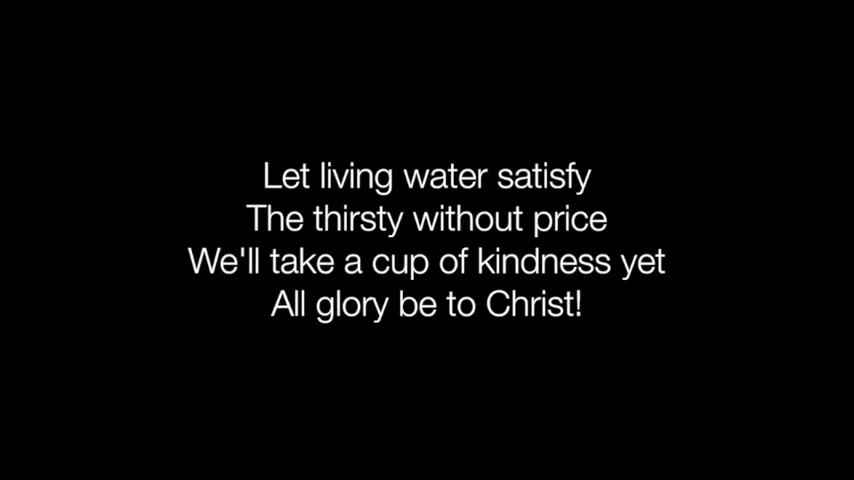 Let living water satisfy
The thirsty without price
We'll take a cup of kindness yet
All glory be to Christ!